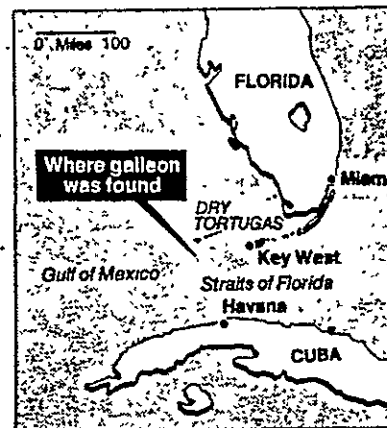 0 Miles 100
FLORIDA
Where galleon
was found
Miami
DRY
TORTUGAS
Key West
Gulf of Mexico
Straits of Florida
Havana
CUBA